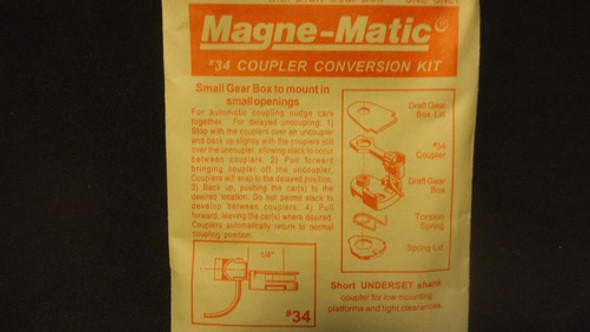 Magne-Matic®
#34 COUPLER CONVERSION KIT
Small Gear Box to mount in
small openings
For automatic coupling nudge cars
together. For delayed uncoupling: 1)
Stop with the couplers over an uncoupler
and back up slightly with the couplers still
over the uncoupler, allowing slack to occur
between couplers. 2) Pull forward
bringing coupler off the uncoupler,
Couplers will snap to the delayed position,
3) Back up, pushing the car(s) to the
desired location. Do not permit slack to
develop between couplers. 4) Pull
forward, leaving the car(s) where desired.
Couplers automatically return to normal
coupling position.
Draft Gear
Box Lid
#34
Coupler
Draft Gear
Box
Torsion
Spring
Spring Lid
1/4"
#34
Short UNDERSET shank
coupler for low mounting
platforms and tight clearances.